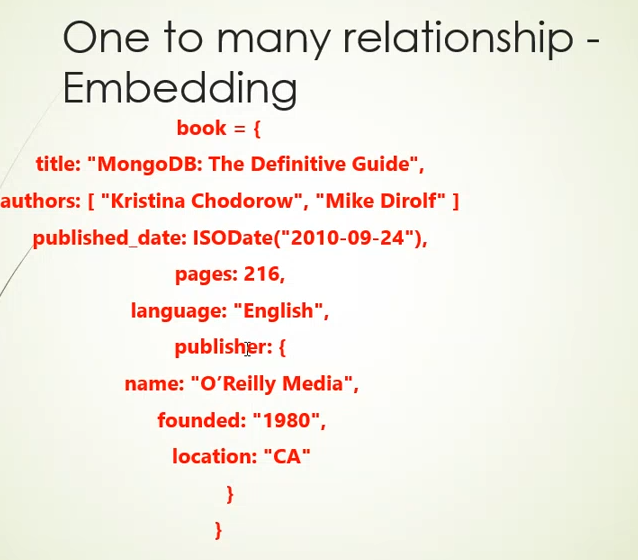 One to many relationship -
Embedding
book = {
title: "MongoDB: The Definitive Guide",
authors: [ "Kristina Chodorow", "Mike Dirolf" ]
published_date: ISODate("2010-09-24"),
pages: 216,
language: "English",
publisher: {
name: "O’Reilly Media",
founded: "1980",
location: "CA"
}
}